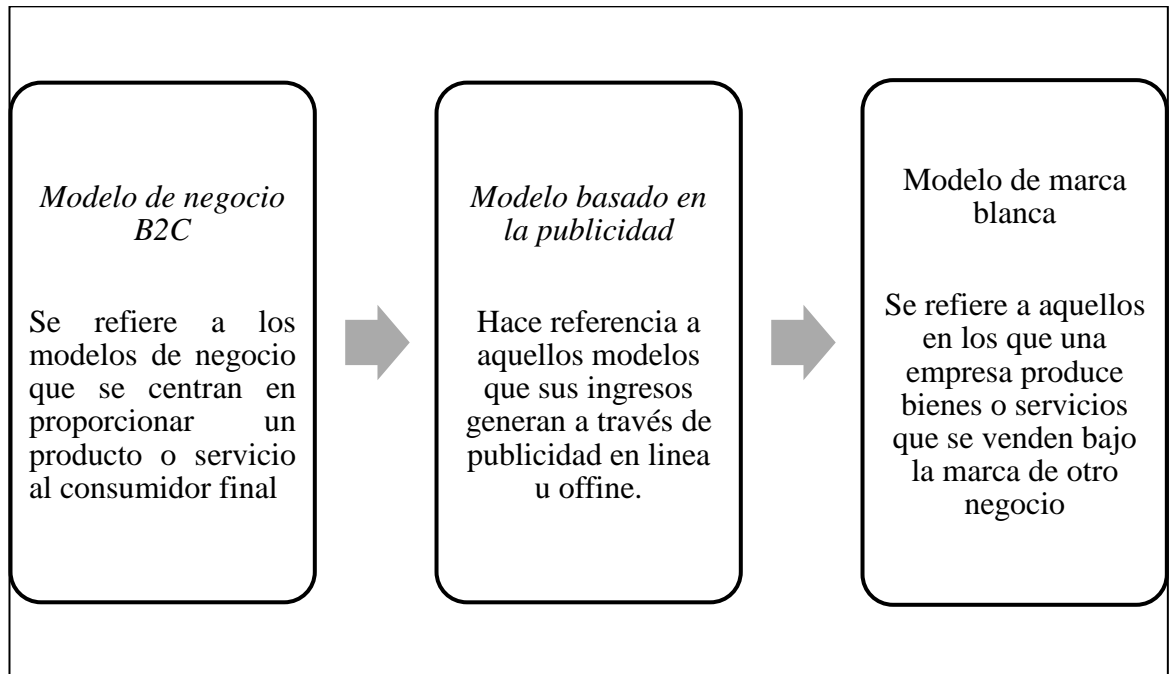 Modelo de negocio
B2C
Se refiere a los
modelos de negocio
que se centran en
proporcionar un
producto o servicio
al consumidor final
Modelo basado en
la publicidad
Hace referencia a
aquellos modelos
que sus ingresos
generan a través de
publicidad en linea
u offine.
Modelo de marca
blanca
Se refiere a aquellos
en los que una
empresa produce
bienes o servicios
que se venden bajo
la marca de otro
negocio